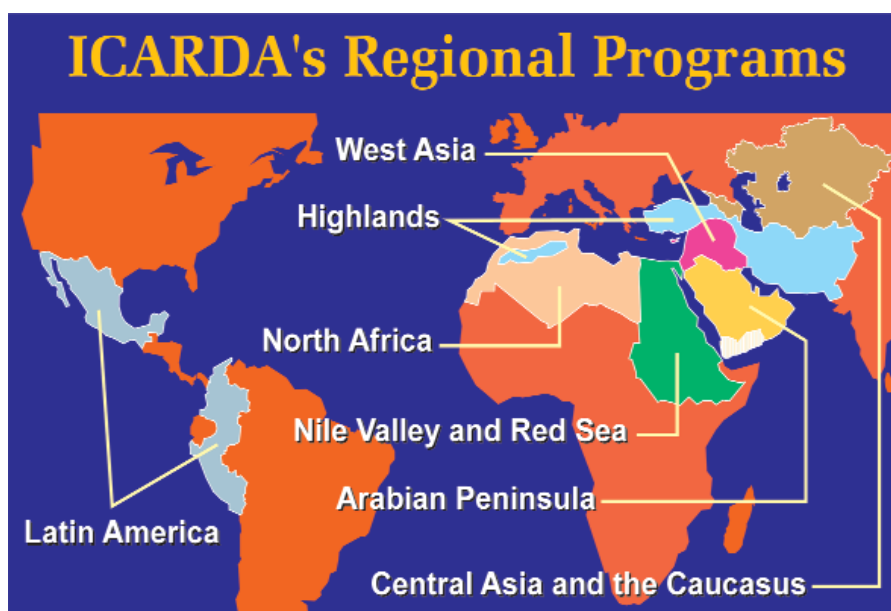 ICARDA's Regional Programs
West Asia
Highlands
North Africa
Nile Valley and Red Sea
Arabian Peninsula
Latin America
Central Asia and the Caucasus